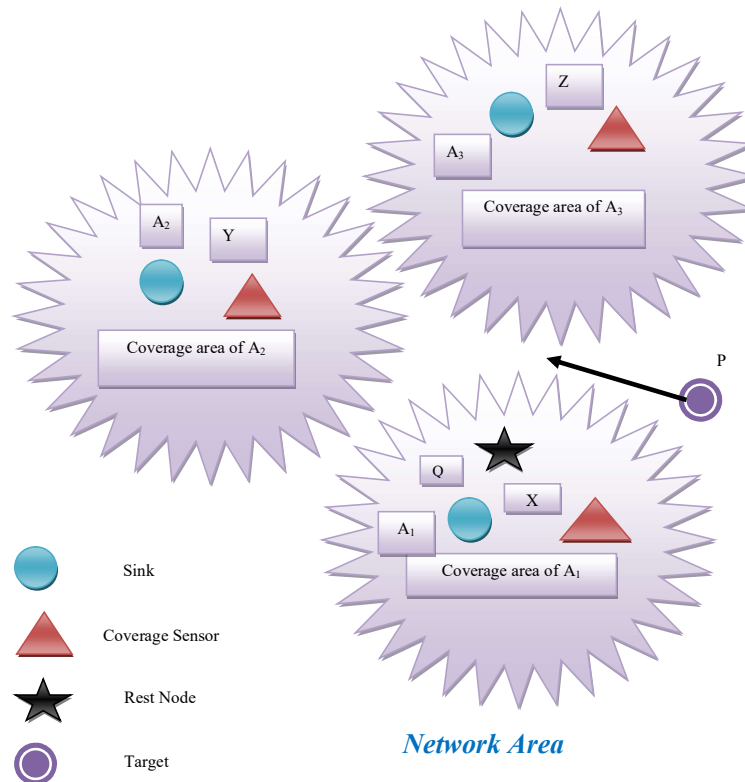 Z
A₃
Coverage area of A₃
A₂
Y
Coverage area of A₂
P
Q
X
A₁
Coverage area of A₁
Sink
Coverage Sensor
Rest Node
Target
Network Area